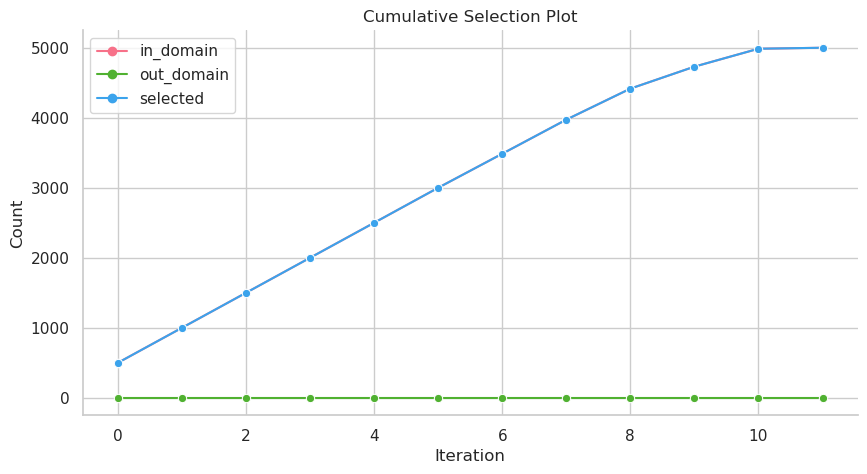 Cumulative Selection Plot
in_domain
out_domain
selected
5000
4000
3000
2000
1000
0
Count
0 2 4 6 8 10
Iteration